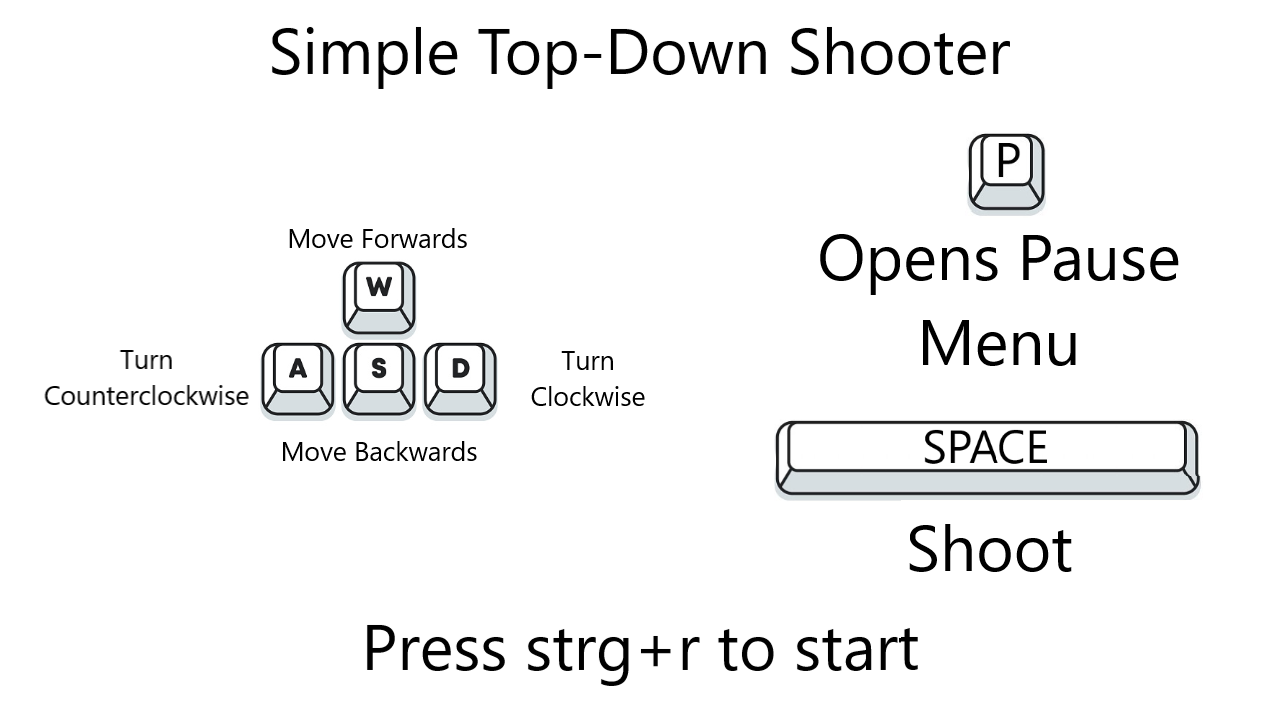 Simple Top-Down Shooter
P
Opens Pause
Menu
Move Forwards
W
Turn
Counterclockwise
A
S
D
Turn
Clockwise
Move Backwards
SPACE
Shoot
Press strg+r to start